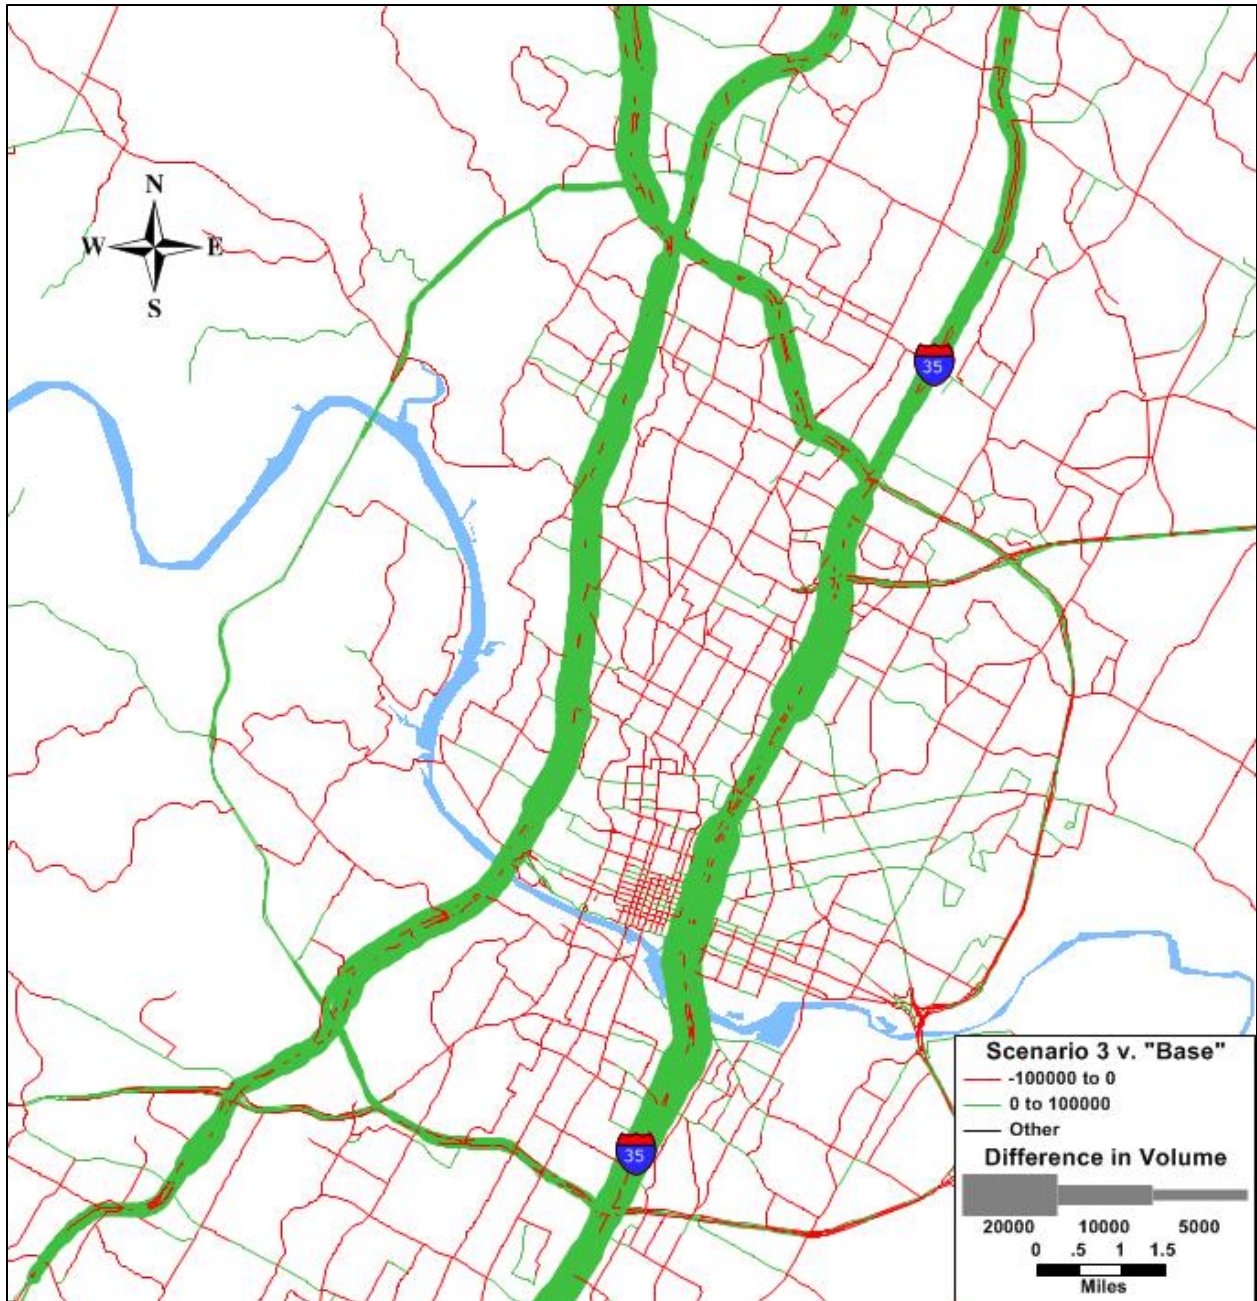 N
W E
S
35
35
Scenario 3 v. "Base"
-100000 to 0
0 to 100000
Other
Difference in Volume
20000 10000 5000
0 .5 1 1.5
Miles